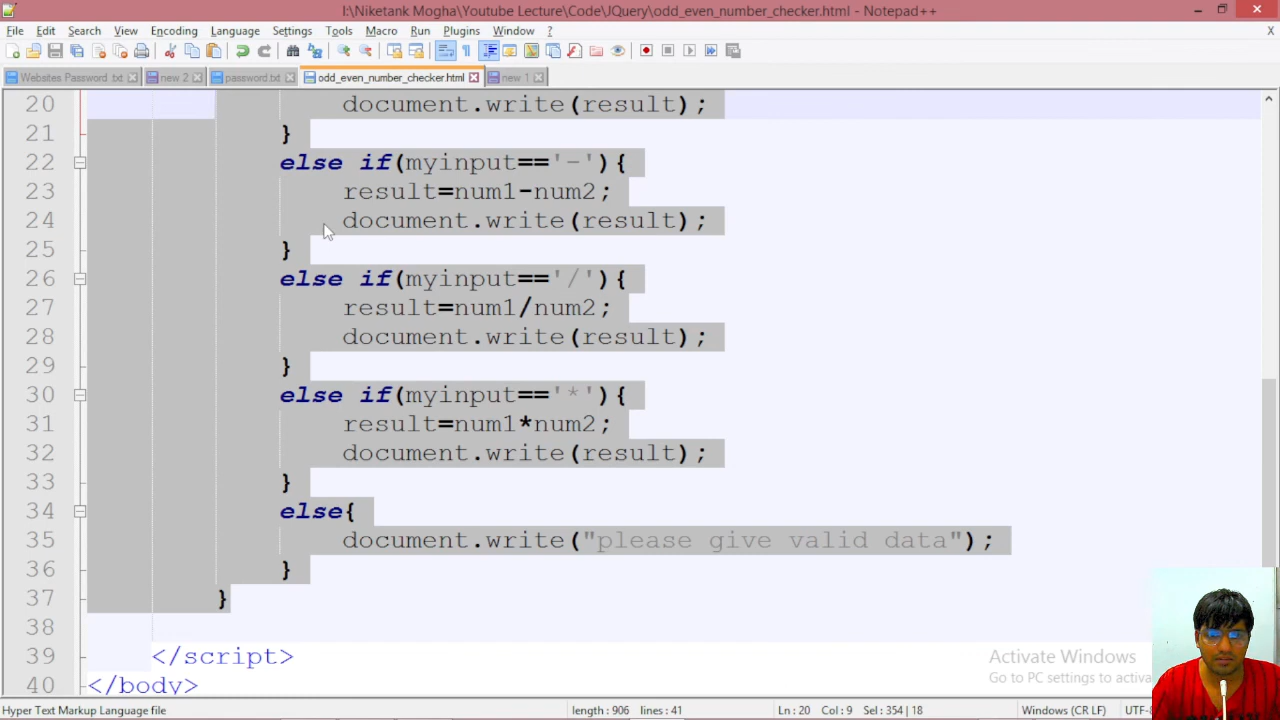 I:\Niketank Mogha\Youtube Lecture\Code\JQuery\odd_even_number_checker.html - Notepad++
File Edit Search View Encoding Language Settings Tools Macro Run Plugins Window ? X
Websites Password .txt new 2 password.txt odd_even_number_checker.html new 1
20 document.write(result);
21 }
22 else if(myinput=='-'){
23 result=num1-num2;
24 document.write(result);
25 }
26 else if(myinput=='/'){
27 result=num1/num2;
28 document.write(result);
29 }
30 else if(myinput=='*'){
31 result=num1*num2;
32 document.write(result);
33 }
34 else{
35 document.write("please give valid data");
36 }
37 }
38
39 </script>
40 </body>
Activate Windows
Go to PC settings to activa
Hyper Text Markup Language file length : 906 lines : 41 Ln : 20 Col : 9 Sel : 354 | 18 Windows (CR LF) UTF-